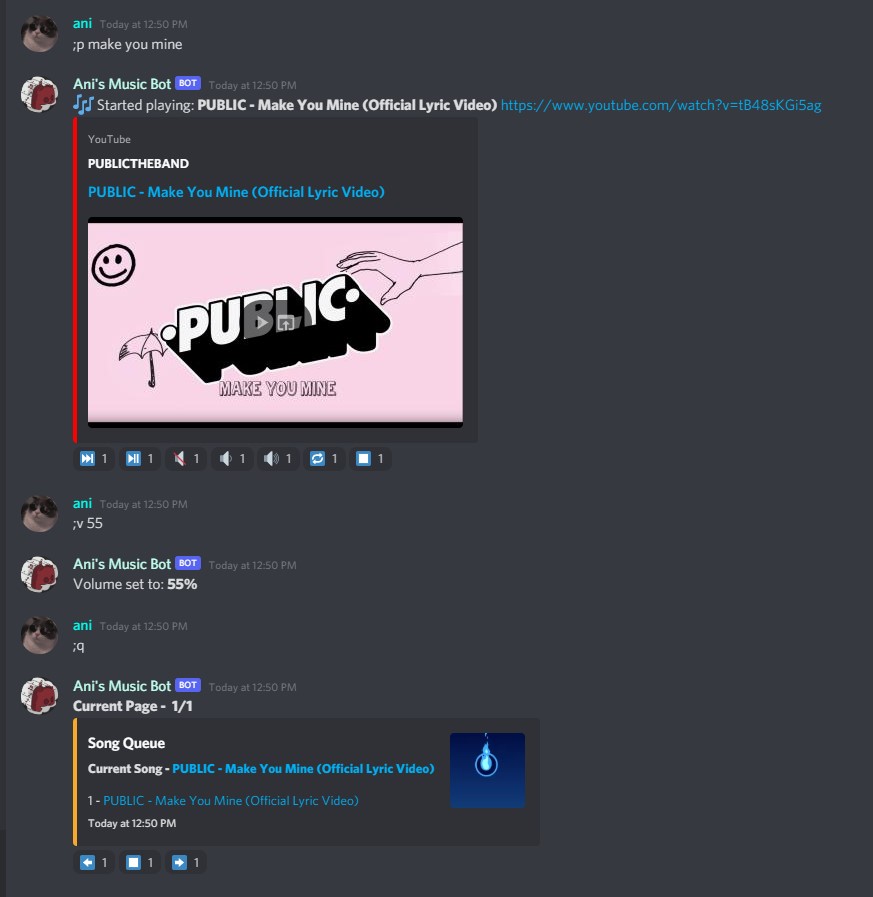 ani Today at 12:50 PM
;p make you mine
Ani's Music Bot BOT Today at 12:50 PM
🎶 Started playing: PUBLIC - Make You Mine (Official Lyric Video) https://www.youtube.com/watch?v=tB48sKGi5ag
YouTube
PUBLICTHEBAND
PUBLIC - Make You Mine (Official Lyric Video)
PUBLIC
MAKE YOU MINE
1 1 1 1 1 1 1
ani Today at 12:50 PM
;v 55
Ani's Music Bot BOT Today at 12:50 PM
Volume set to: 55%
ani Today at 12:50 PM
;q
Ani's Music Bot BOT Today at 12:50 PM
Current Page - 1/1
Song Queue
Current Song - PUBLIC - Make You Mine (Official Lyric Video)
1 - PUBLIC - Make You Mine (Official Lyric Video)
Today at 12:50 PM
1 1 1